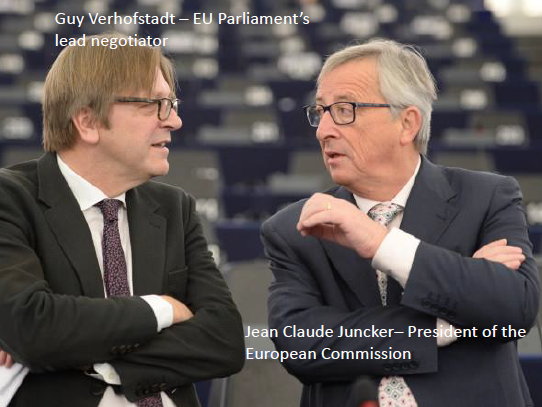 Guy Verhofstadt – EU Parliament’s
lead negotiator
Jean Claude Juncker– President of the
European Commission